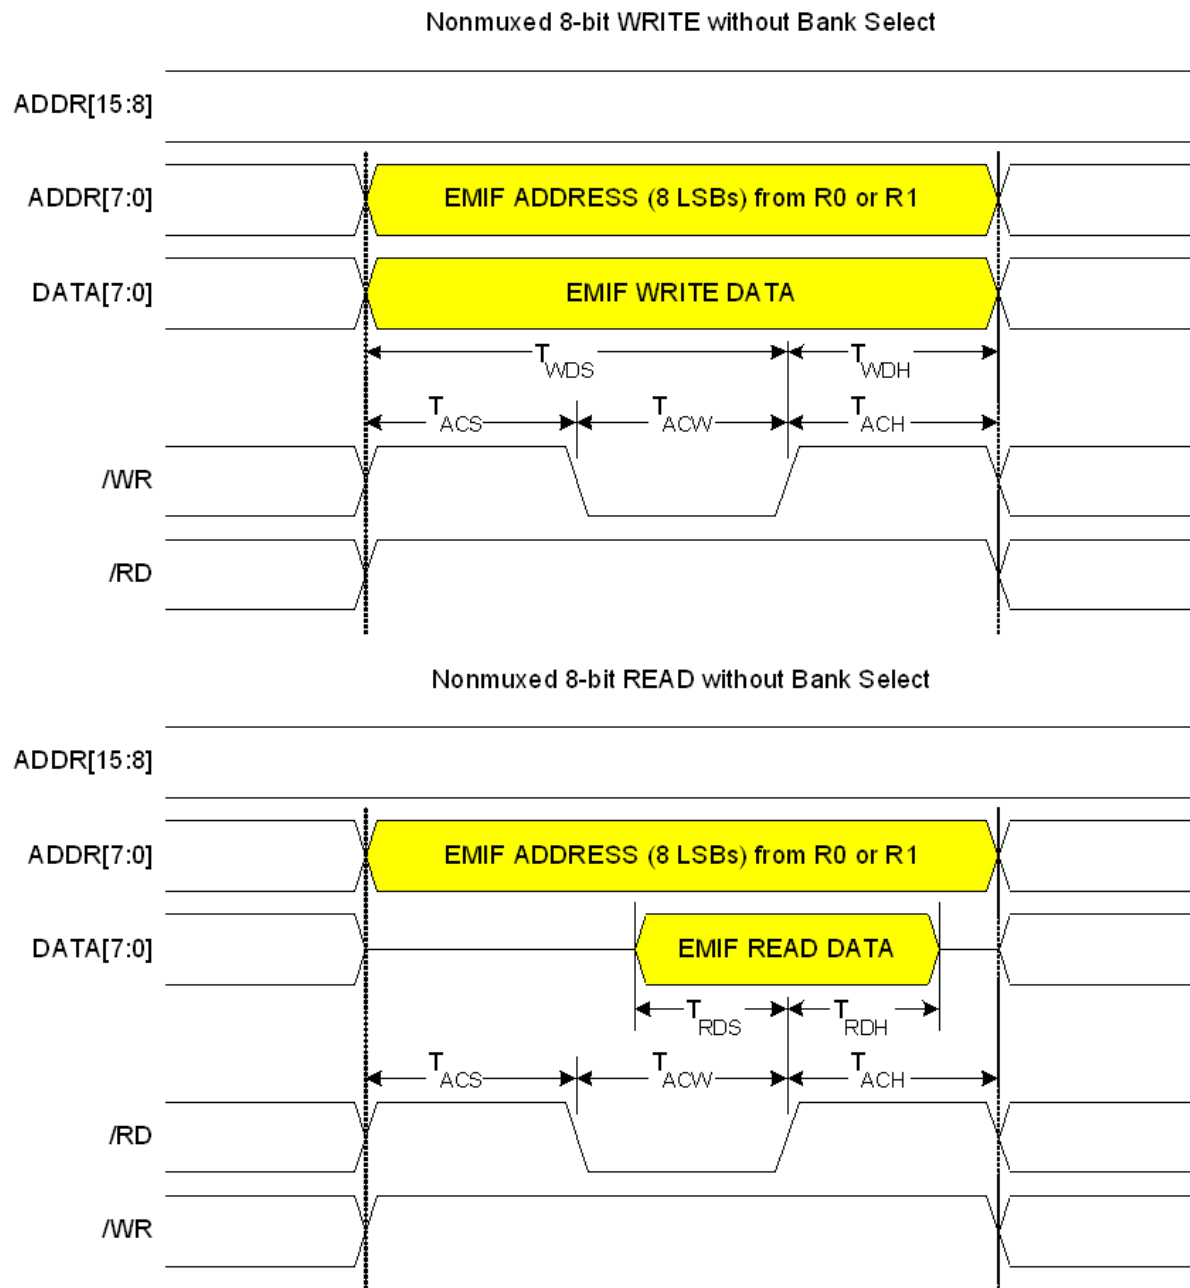 Nonmuxed 8-bit WRITE without Bank Select
ADDR[15:8]
ADDR[7:0]
EMIF ADDRESS (8 LSBs) from R0 or R1
DATA[7:0]
EMIF WRITE DATA
TWDS TWDH
TACS TACW TACH
/WR
/RD
Nonmuxed 8-bit READ without Bank Select
ADDR[15:8]
ADDR[7:0]
EMIF ADDRESS (8 LSBs) from R0 or R1
DATA[7:0]
EMIF READ DATA
TRDS TRDH
TACS TACW TACH
/RD
/WR